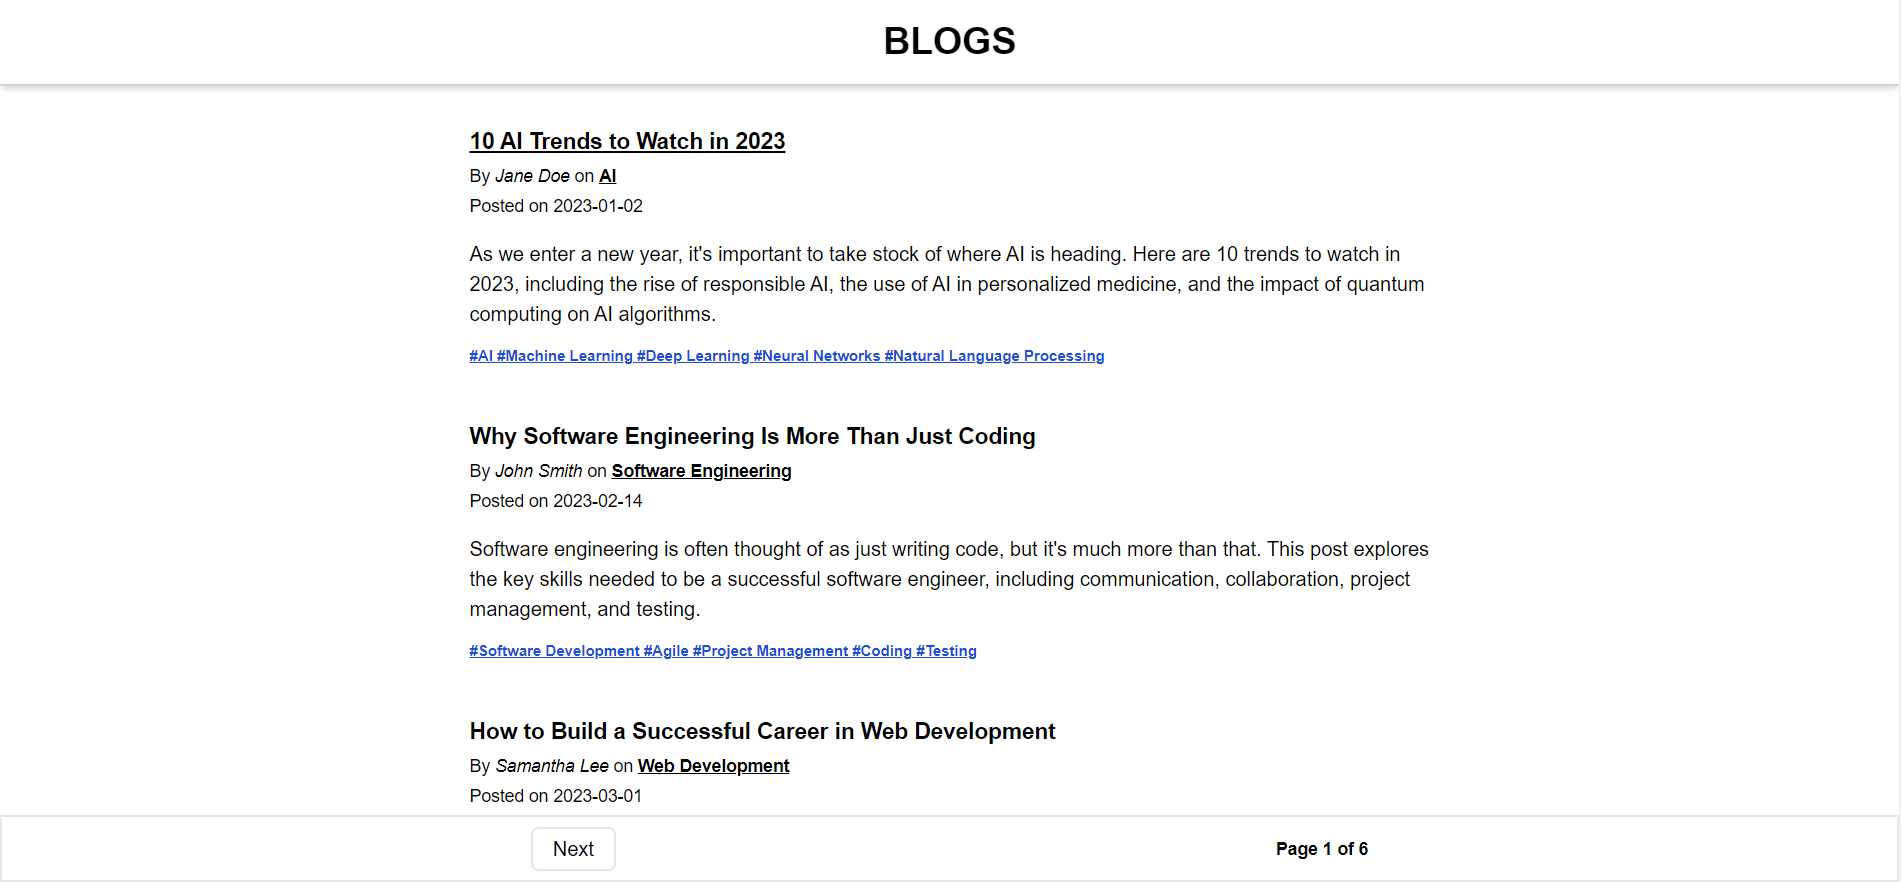 BLOGS
10 AI Trends to Watch in 2023
By Jane Doe on AI
Posted on 2023-01-02
As we enter a new year, it's important to take stock of where AI is heading. Here are 10 trends to watch in
2023, including the rise of responsible AI, the use of AI in personalized medicine, and the impact of quantum
computing on AI algorithms.
#AI #Machine Learning #Deep Learning #Neural Networks #Natural Language Processing
Why Software Engineering Is More Than Just Coding
By John Smith on Software Engineering
Posted on 2023-02-14
Software engineering is often thought of as just writing code, but it's much more than that. This post explores
the key skills needed to be a successful software engineer, including communication, collaboration, project
management, and testing.
#Software Development #Agile #Project Management #Coding #Testing
How to Build a Successful Career in Web Development
By Samantha Lee on Web Development
Posted on 2023-03-01
Next
Page 1 of 6